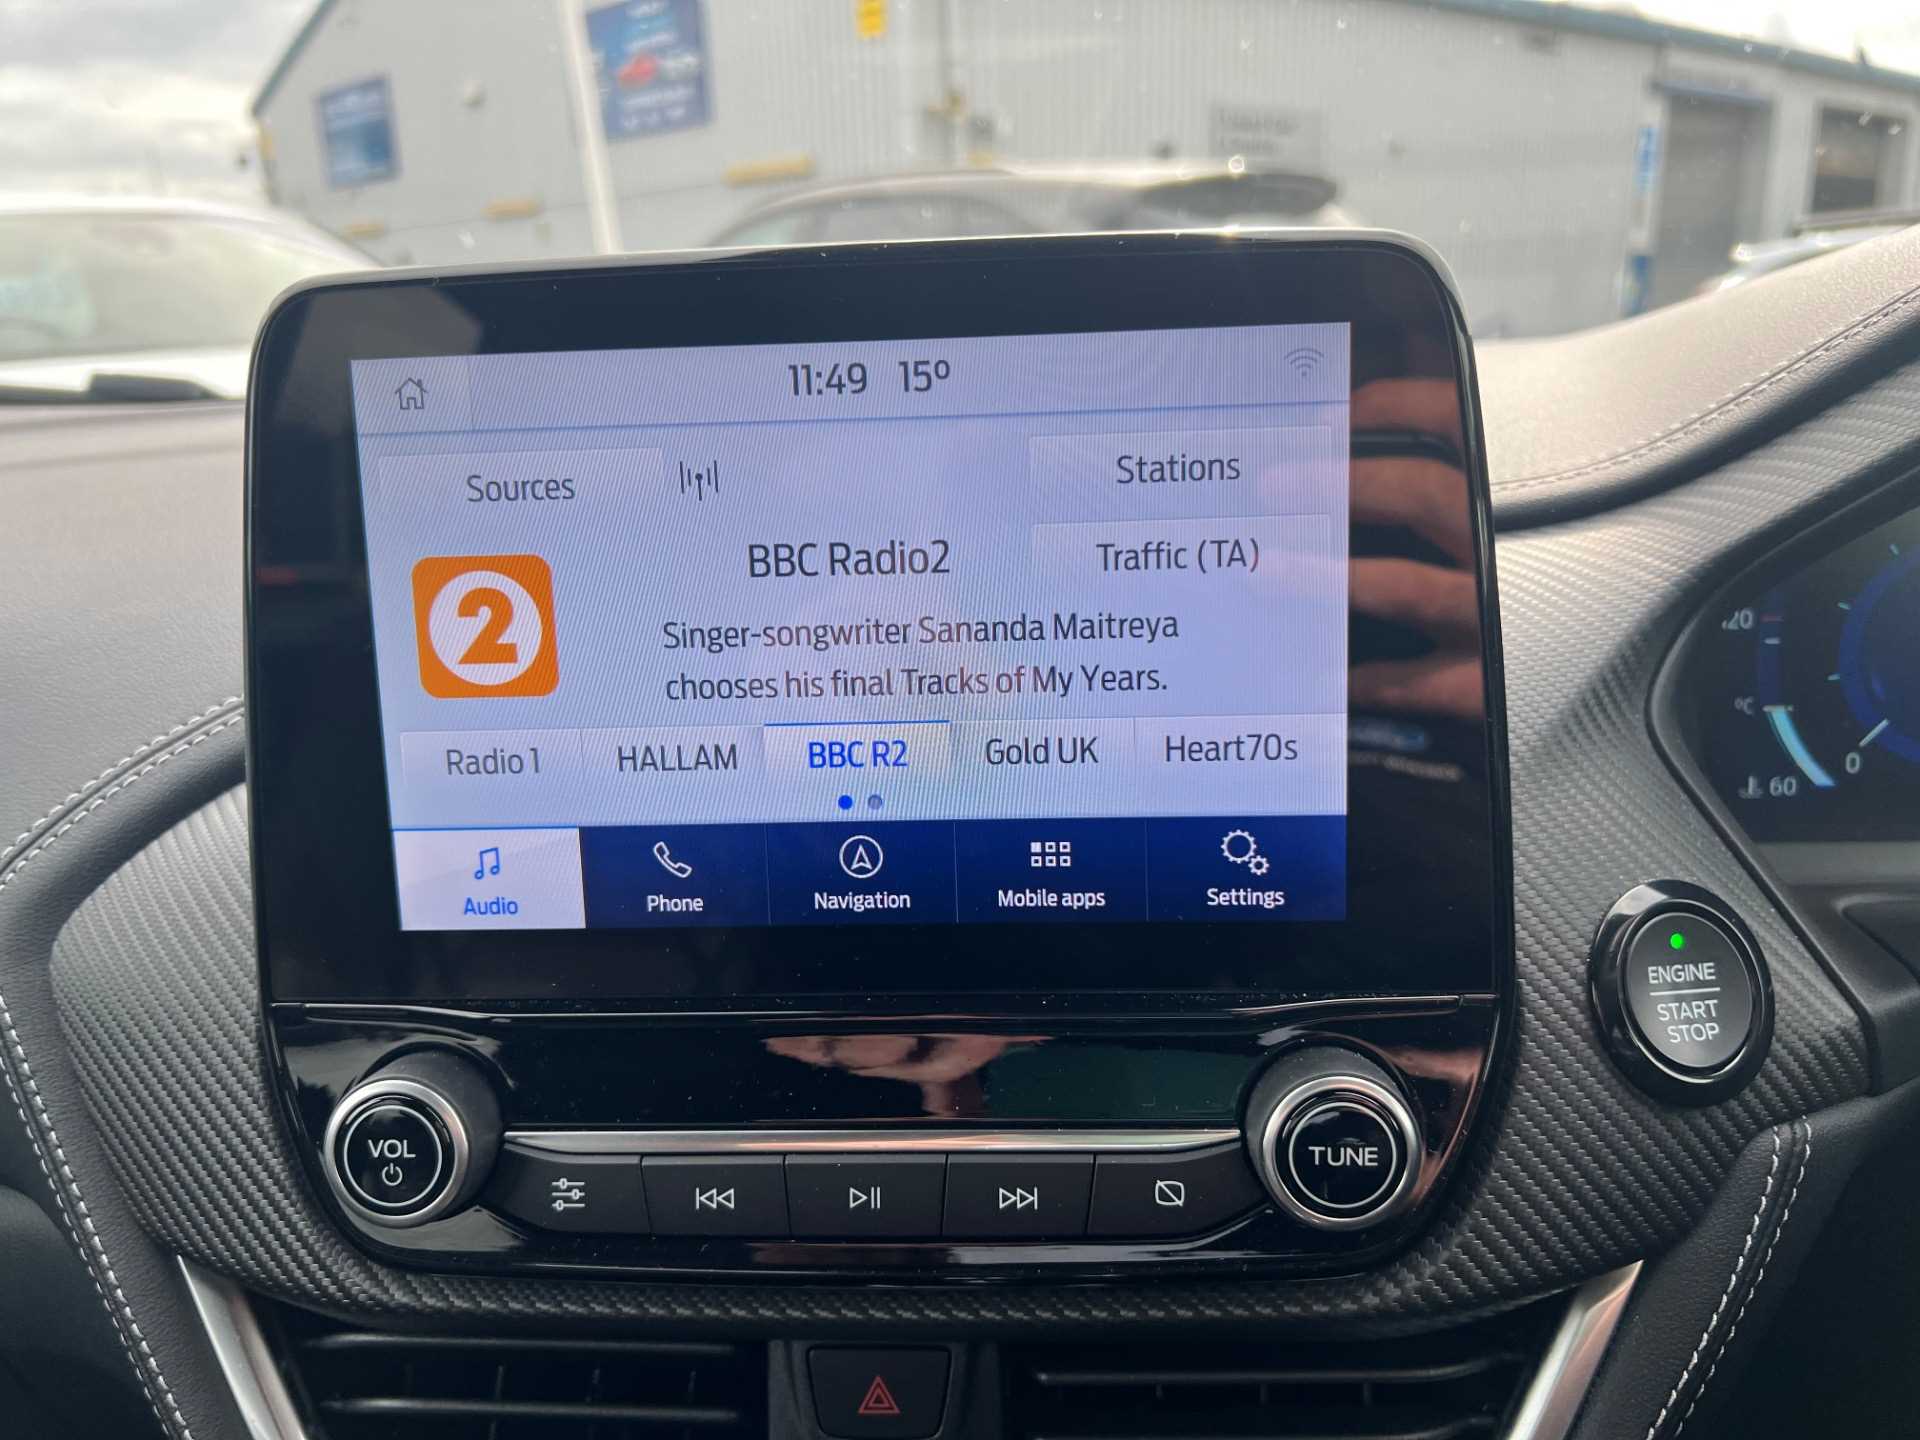 11:49 15º
Sources
Stations
BBC Radio2
Traffic (TA)
2
Singer-songwriter Sananda Maitreya
chooses his final Tracks of My Years.
Radio 1 HALLAM BBC R2 Gold UK Heart70s
Audio Phone Navigation Mobile apps Settings
ENGINE
START
STOP
VOL
TUNE
ºC
0
60